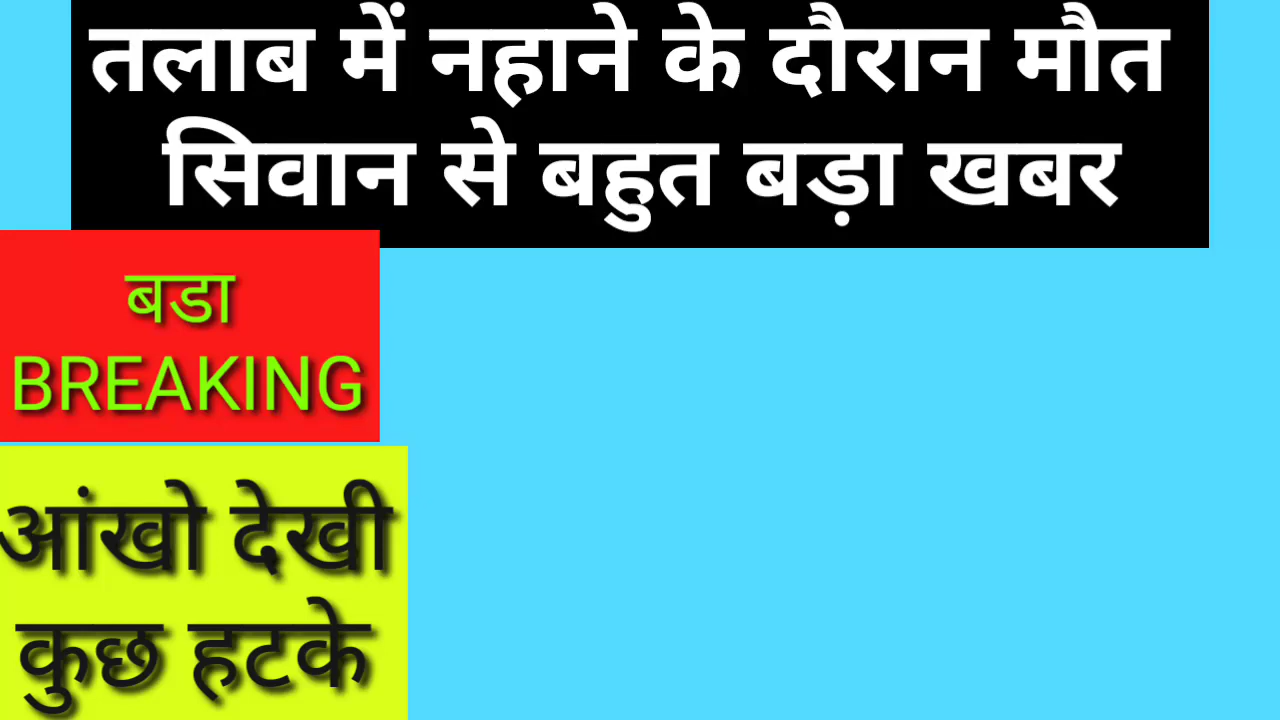 तलाब में नहाने के दौरान मौत
सिवान से बहुत बड़ा खबर
बडा
BREAKING
आंखो देखी
कुछ हटके